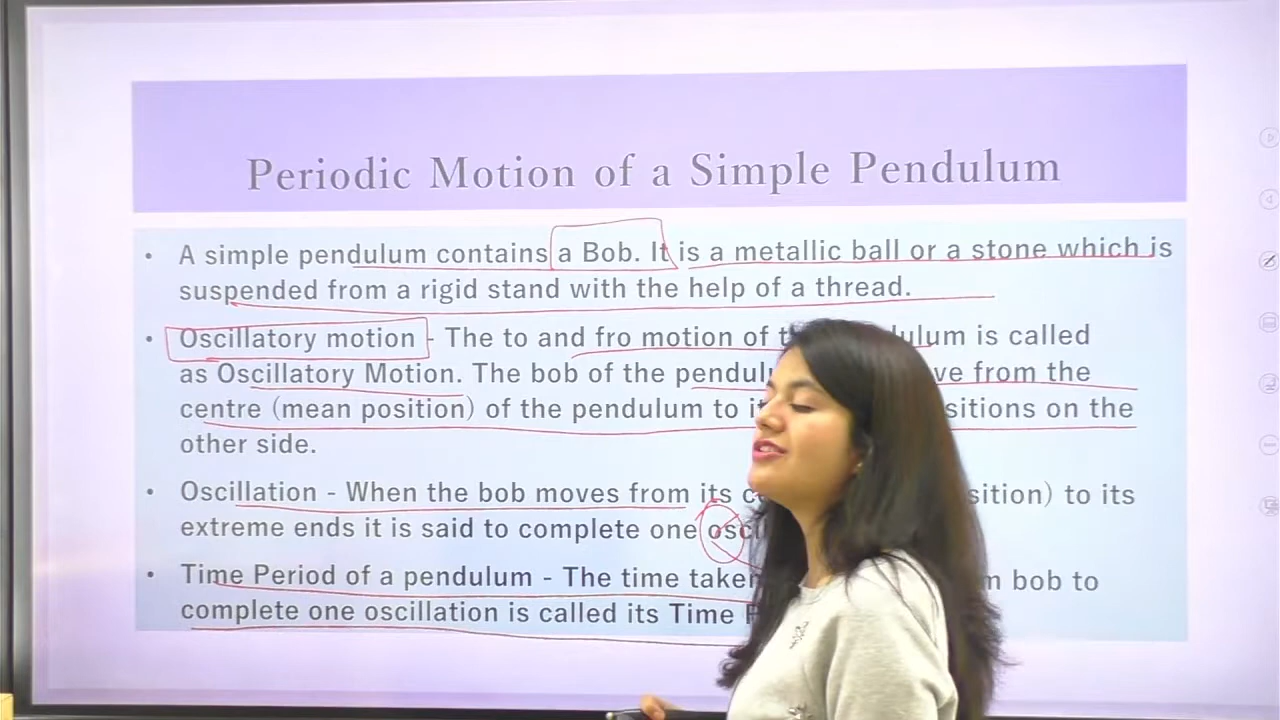 Periodic Motion of a Simple Pendulum
• A simple pendulum contains a Bob. It is a metallic ball or a stone which is
suspended from a rigid stand with the help of a thread.
• Oscillatory motion - The to and fro motion of dulum is called
as Oscillatory Motion. The bob of the pendul ve from the
centre (mean position) of the pendulum to it sitions on the
other side.
• Oscillation - When the bob moves from its c sition) to its
extreme ends it is said to complete one osci
• Time Period of a pendulum - The time taken m bob to
complete one oscillation is called its Time P